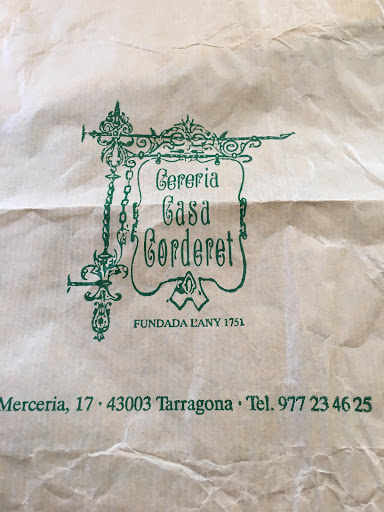 Cereria
Casa
Corderet
FUNDADA L'ANY 1751
Merceria, 17 · 43003 Tarragona · Tel. 977 23 46 25